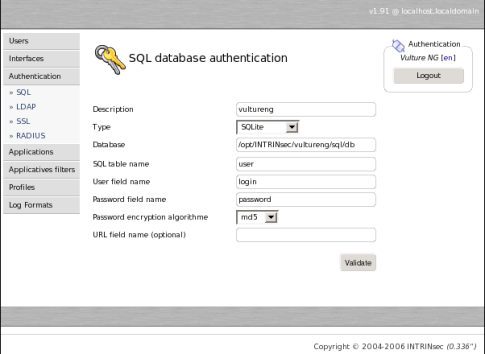 v1.91 @ localhost.localdomain
Users
Interfaces
Authentication
» SQL
» LDAP
» SSL
» RADIUS
Applications
Applicatives filters
Profiles
Log Formats
SQL database authentication
Authentication
Vulture NG [en]
Logout
Description vultureng
Type SQLite
Database /opt/INTRINsec/vultureng/sql/db
SQL table name user
User field name login
Password field name password
Password encryption algorithme md5
URL field name (optional)
Validate
Copyright © 2004-2006 INTRINsec (0.336")